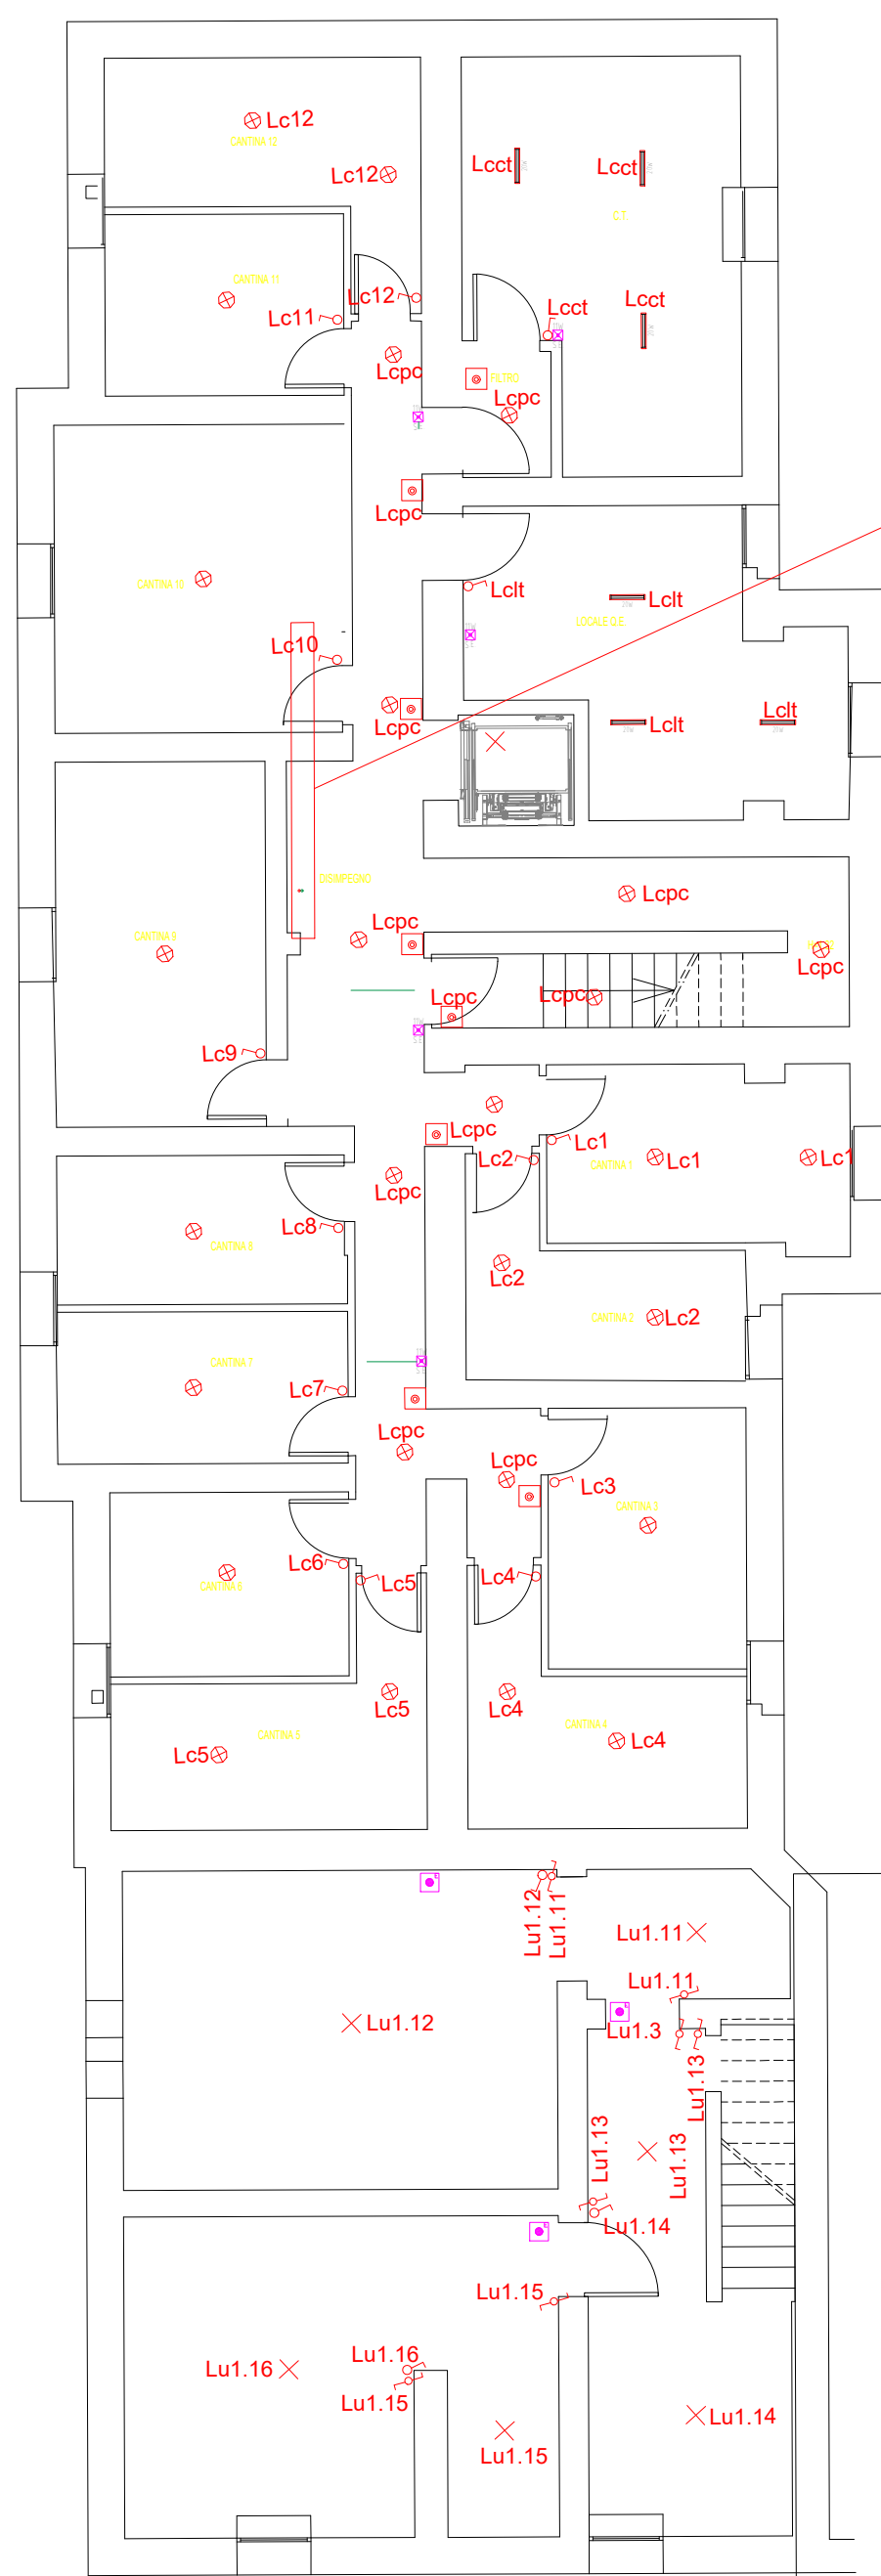 Lc12
CANTINA 12
Lc12
Lcct
Lcct
C.T.
CANTINA 11
Lc12
Lc11
Lcct
Lcct
Lcpc
FILTRO
Lcpc
Lcpc
CANTINA 10
Lclt
Lclt
LOCALE Q.E.
Lc10
Lcpc
Lclt
Lclt
DISIMPEGNO
Lcpc
CANTINA 9
Lcpc
Lcpc
Lcpc
Lcpc
Lc9
Lcpc
Lc1
Lc2
CANTINA 1
Lc1
Lc1
Lcpc
Lc8
CANTINA 8
Lc2
CANTINA 2
Lc2
CANTINA 7
Lc7
Lcpc
Lcpc
Lc3
CANTINA 3
Lc6
Lc5
Lc4
CANTINA 6
Lc5
Lc4
CANTINA 5
CANTINA 4
Lc5
Lc4
Lu1.12
Lu1.11
Lu1.11
Lu1.11
Lu1.12
Lu1.3
Lu1.13
Lu1.13
Lu1.13
Lu1.14
Lu1.15
Lu1.16
Lu1.16
Lu1.15
Lu1.14
Lu1.15